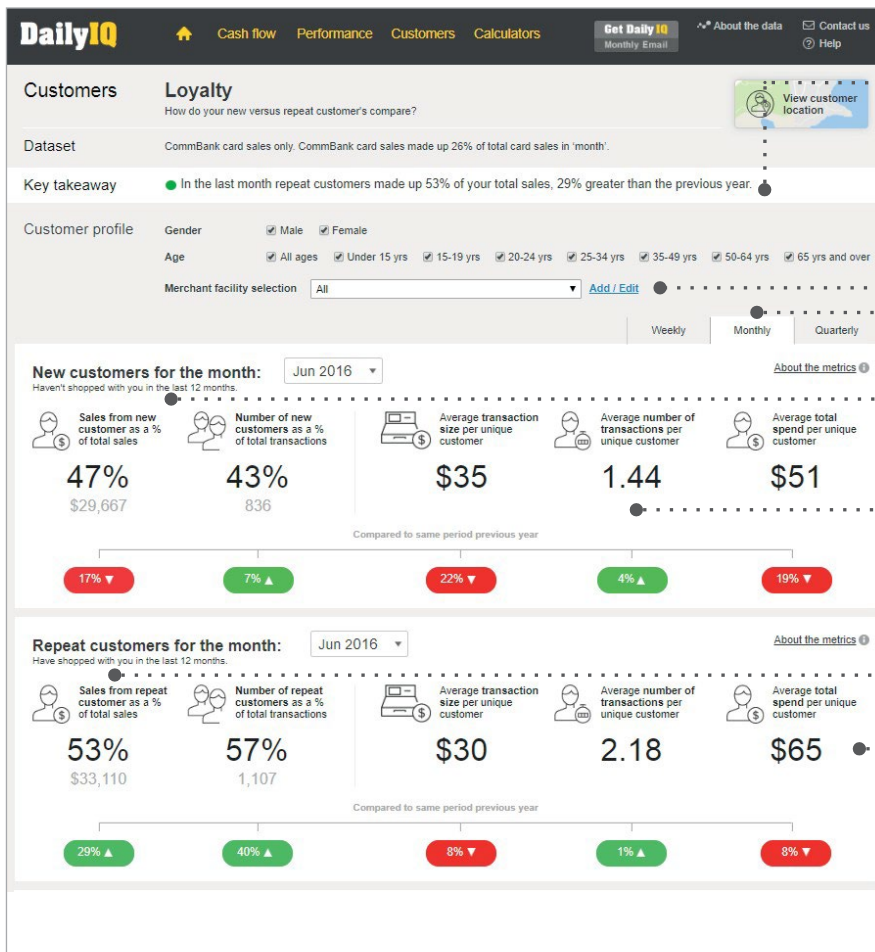 DailyIQ
Cash flow Performance Customers Calculators
Get Daily IQ
Monthly Email
About the data
Contact us
Help
Customers
Loyalty
How do your new versus repeat customer's compare?
View customer
location
Dataset
CommBank card sales only. CommBank card sales made up 26% of total card sales in 'month'.
Key takeaway
In the last month repeat customers made up 53% of your total sales, 29% greater than the previous year.
Customer profile
Gender Male Female
Age All ages Under 15 yrs 15-19 yrs 20-24 yrs 25-34 yrs 35-49 yrs 50-64 yrs 65 yrs and over
Merchant facility selection All Add / Edit
Weekly Monthly Quarterly
New customers for the month: Jun 2016
About the metrics
Haven't shopped with you in the last 12 months.
Sales from new
customer as a %
of total sales
47%
$29,667
Number of new
customers as a %
of total transactions
43%
836
Average transaction
size per unique
customer
$35
Average number of
transactions per
unique customer
1.44
Average total
spend per unique
customer
$51
Compared to same period previous year
17% ▼ 7% ▲ 22% ▼ 4% ▲ 19% ▼
Repeat customers for the month: Jun 2016
About the metrics
Have shopped with you in the last 12 months.
Sales from repeat
customer as a %
of total sales
53%
$33,110
Number of repeat
customers as a %
of total transactions
57%
1,107
Average transaction
size per unique
customer
$30
Average number of
transactions per
unique customer
2.18
Average total
spend per unique
customer
$65
Compared to same period previous year
29% ▲ 40% ▲ 8% ▼ 1% ▲ 8% ▼